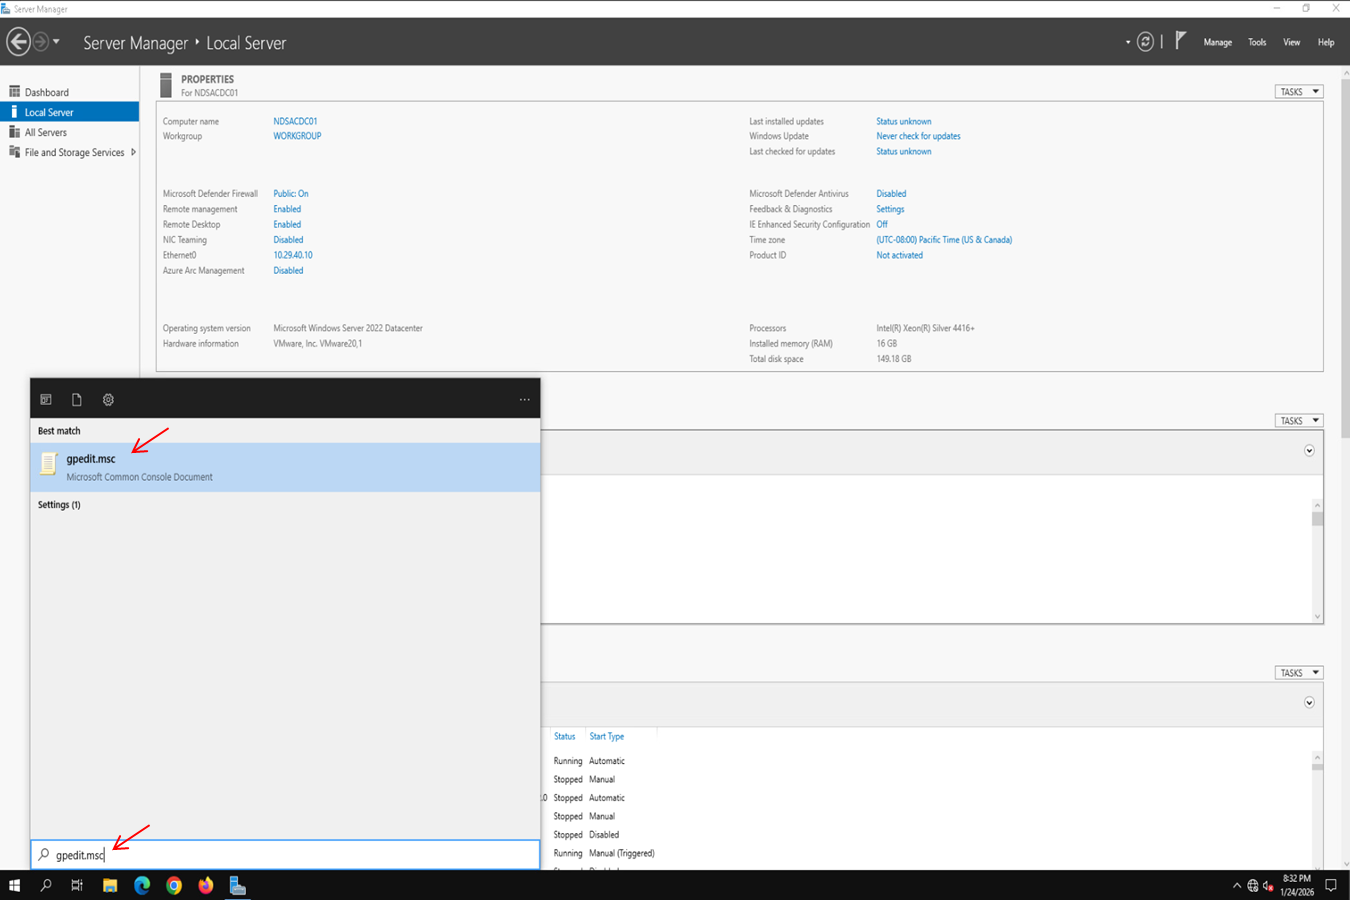 Server Manager
Server Manager ‣ Local Server
Manage Tools View Help
Dashboard
Local Server
All Servers
File and Storage Services
PROPERTIES
For NDSACDC01
TASKS
Computer name NDSACDC01
Workgroup WORKGROUP
Last installed updates Status unknown
Windows Update Never check for updates
Last checked for updates Status unknown
Microsoft Defender Firewall Public: On
Remote management Enabled
Remote Desktop Enabled
NIC Teaming Disabled
Ethernet0 10.29.40.10
Azure Arc Management Disabled
Microsoft Defender Antivirus Disabled
Feedback & Diagnostics Settings
IE Enhanced Security Configuration Off
Time zone (UTC-08:00) Pacific Time (US & Canada)
Product ID Not activated
Operating system version Microsoft Windows Server 2022 Datacenter
Hardware information VMware, Inc. VMware20,1
Processors Intel(R) Xeon(R) Silver 4416+
Installed memory (RAM) 16 GB
Total disk space 149.18 GB
TASKS
Best match
gpedit.msc
Microsoft Common Console Document
Settings (1)
TASKS
Status Start Type
Running Automatic
Stopped Manual
.0 Stopped Automatic
Stopped Manual
Stopped Disabled
Running Manual (Triggered)
gpedit.msc
8:32 PM
1/24/2026